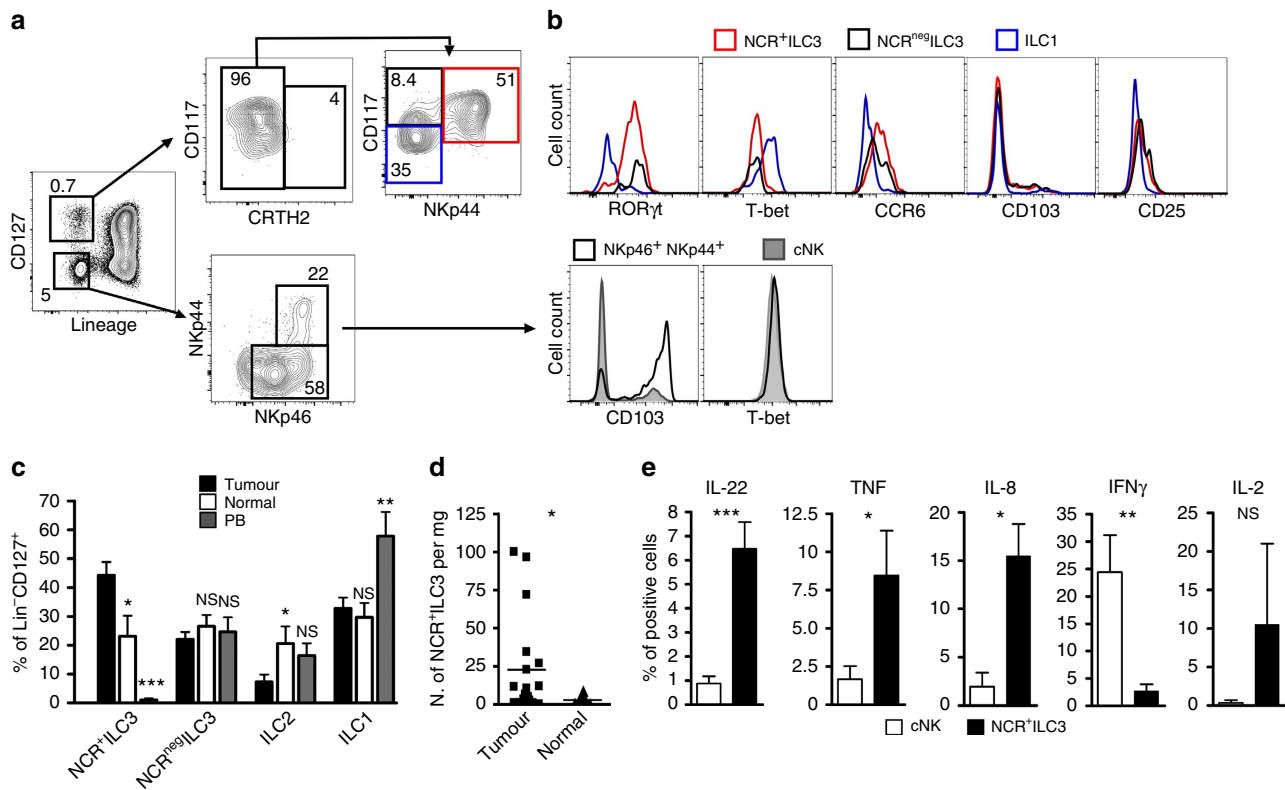 a
96
4
CD117
CRTH2
8.4
51
35
CD117
NKp44
0.7
5
CD127
Lineage
22
58
NKp44
NKp46
b
NCR+ILC3
NCRnegILC3
ILC1
Cell count
RORγt
T-bet
CCR6
CD103
CD25
NKp46+ NKp44+
cNK
Cell count
CD103
T-bet
c
Tumour
Normal
PB
% of Lin−CD127+
70
60
50
40
30
20
10
0
*
***
NS
NS
*
NS
NS
**
NCR+ILC3
NCRnegILC3
ILC2
ILC1
d
N. of NCR+ILC3 per mg
125
100
75
50
25
0
*
Tumour
Normal
e
% of positive cells
IL-22
***
8
7
6
5
4
3
2
1
0
TNF
*
12.5
10
7.5
5
2.5
0
IL-8
*
20
15
10
5
0
IFNγ
**
35
30
25
20
15
10
5
0
IL-2
NS
25
20
15
10
5
0
cNK
NCR+ILC3